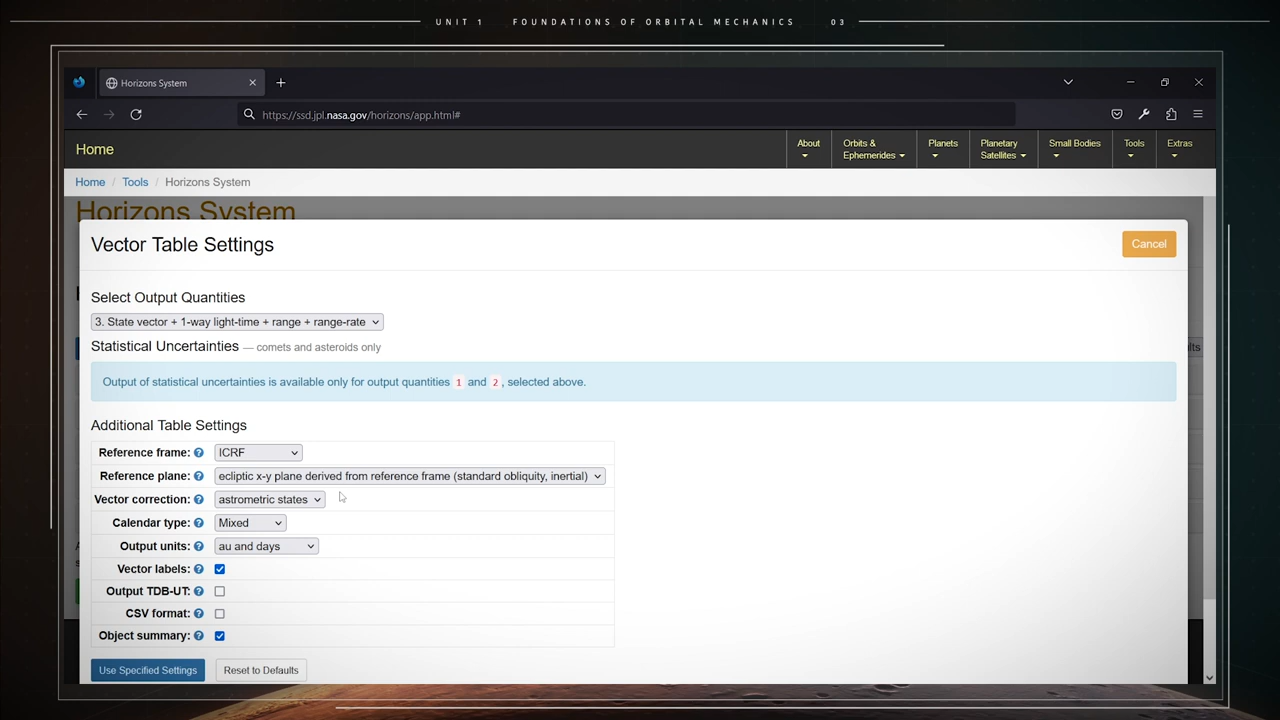 UNIT 1 FOUNDATIONS OF ORBITAL MECHANICS 03
Horizons System
https://ssd.jpl.nasa.gov/horizons/app.html#
Home
About
Orbits & Ephemerides
Planets
Planetary Satellites
Small Bodies
Tools
Extras
Home / Tools / Horizons System
Horizons System
Vector Table Settings
Cancel
Select Output Quantities
3. State vector + 1-way light-time + range + range-rate
Statistical Uncertainties — comets and asteroids only
Output of statistical uncertainties is available only for output quantities 1 and 2, selected above.
Additional Table Settings
Reference frame: ? ICRF
Reference plane: ? ecliptic x-y plane derived from reference frame (standard obliquity, inertial)
Vector correction: ? astrometric states
Calendar type: ? Mixed
Output units: ? au and days
Vector labels: ?
Output TDB-UT: ?
CSV format: ?
Object summary: ?
Use Specified Settings Reset to Defaults